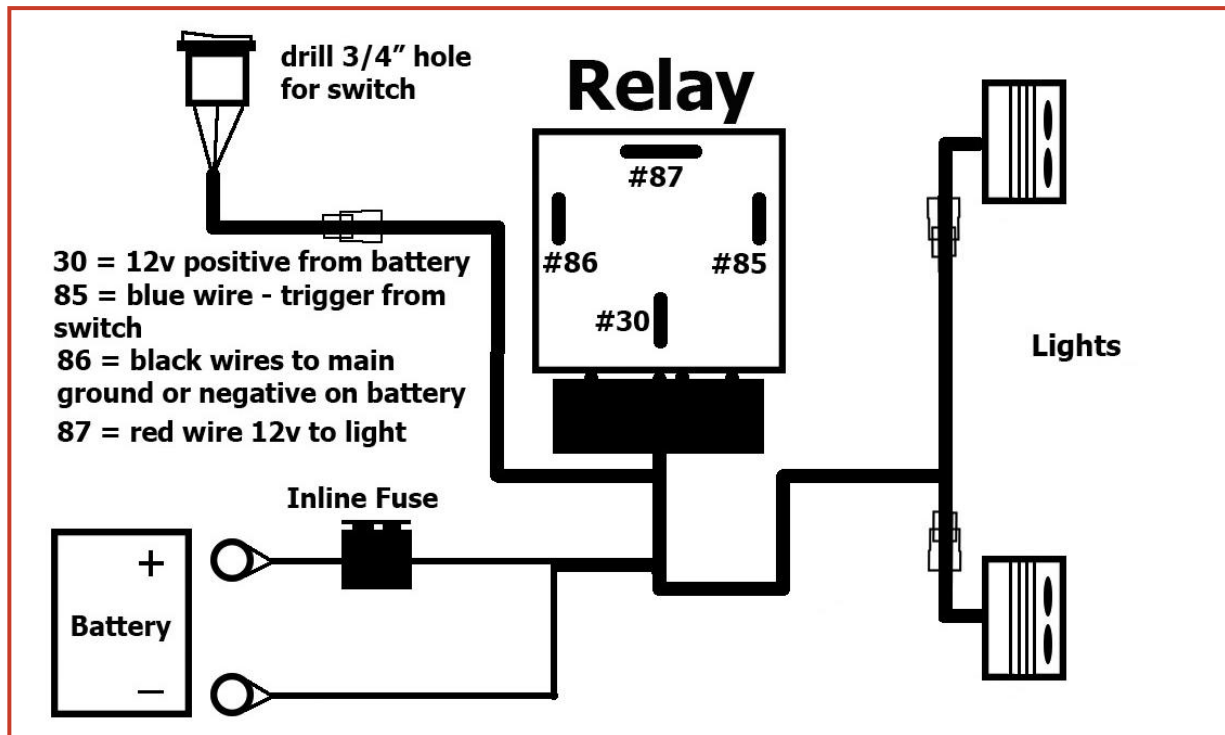 drill 3/4" hole
for switch
Relay
#87
#86
#85
#30
30 = 12v positive from battery
85 = blue wire - trigger from
switch
86 = black wires to main
ground or negative on battery
87 = red wire 12v to light
Lights
Inline Fuse
+
Battery
−